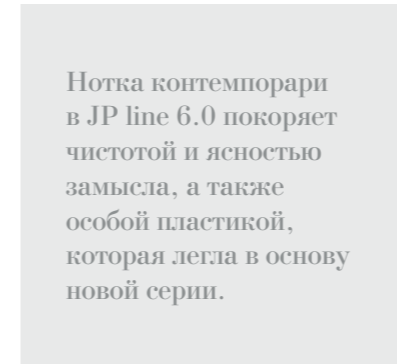 Нотка контемпорари
в JP line 6.0 покоряет
чистотой и ясностью
замысла, а также
особой пластикой,
которая легла в основу
новой серии.